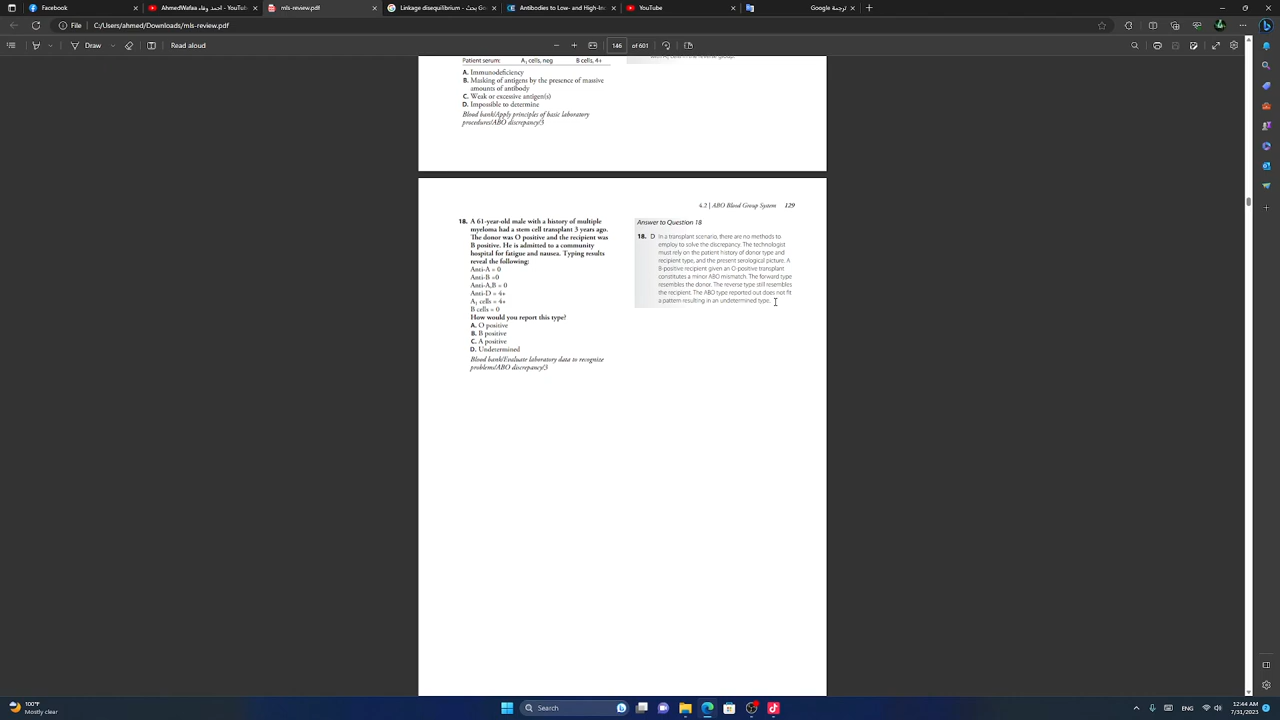 Facebook
AhmedWafaa الدحيل وفاء - YouTube
mls-review.pdf
Linkage disequilibrium - YouTube
Antibodies to Low- and High-Inc
Google ترجمة
File
C:/Users/ahmed/mls-review.pdf
Draw
Read aloud
146
of 601
Patient serum: A1 cells, neg B cells, 4+
A. Immunodeficiency
B. Masking of antigens by the presence of massive
amounts of antibody
C. Weak or excessive antigen(s)
D. Impossible to determine
Blood bank/Apply principles of basic laboratory
procedures/ABO discrepancy/3
4.2 | ABO Blood Group System 129
18. A 61-year-old male with a history of multiple
myeloma had a stem cell transplant 3 years ago.
The donor was O positive and the recipient was
B positive. He is admitted to a community
hospital for fatigue and nausea. Typing results
reveal the following:
Anti-A = 0
Anti-B =0
Anti-A,B = 0
Anti-D = 4+
A1 cells = 4+
B cells = 0
How would you report this type?
A. O positive
B. B positive
C. A positive
D. Undetermined
Blood bank/Evaluate laboratory data to recognize
problems/ABO discrepancy/3
Answer to Question 18
18. D In a transplant scenario, there are no methods to
employ to solve the discrepancy. The technologist
must rely on the patient history of donor type and
recipient type, and the present serological picture. A
B-positive recipient given an O-positive transplant
constitutes a minor ABO mismatch. The forward type
resembles the donor. The reverse type still resembles
the recipient. The ABO type reported out does not fit
a pattern resulting in an undetermined type.
100°F
Mostly clear
Search
12:44 AM
7/31/2023